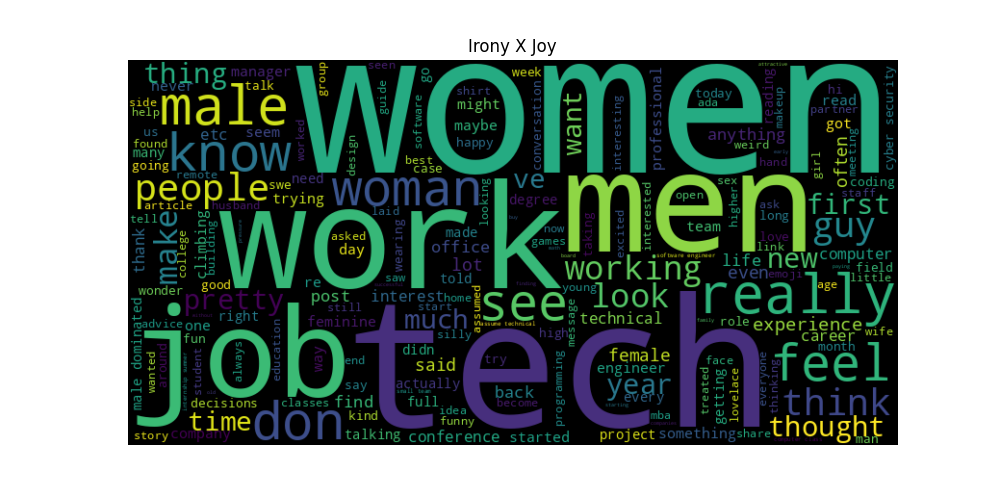 Irony X Joy
women
men
work
job
tech
male
know
people
woman
thing
manager
never
talk
group
seen
guide
go
software
week
shirt
might
maybe
happy
conversation
want
interesting
professional
today
ada
reading
makeup
attractive
hi
read
partner
got
cyber security
anything
weird
hand
girl
often
meeting
coding
staff
side
help
us
etc
seem
found
many
going
remote
worked
design
best
case
article
husband
swe
need
trying
tell
make
thank
college
climbing
building
good
asked
day
laid
wearing
made
office
lot
told
saw
re
looking
ve
degree
now
games
taking
excited
interested
open
sex
higher
team
ask
long
love
link
first
guy
software engineer
working
life
new
computer
even
emoji
field
little
age
wonder
pretty
post
interest
home
see
young
look
really
male dominated
advice
one
right
still
start
feminine
much
silly
assumed
assume technical
high
message
technical
role
experience
career
wife
month
fun
way
always
education
student
wanted
around
end
didn
said
try
female
engineer
face
everyone
thinking
feel
say
actually
back
become
programming
year
every
treated
getting
lovelace
think
decisions
classes
find
full
kind
idea
funny
mba
time
don
story
company
talking
conference
started
project
something
share
thought
man
family